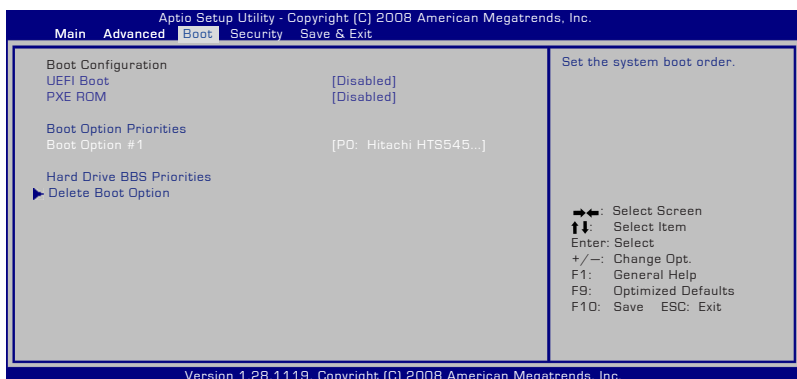 Aptio Setup Utility - Copyright (C) 2008 American Megatrends, Inc.
Main Advanced Boot Security Save & Exit
Boot Configuration
UEFI Boot [Disabled]
PXE ROM [Disabled]
Boot Option Priorities
Boot Option #1 [P0: Hitachi HTS545...]
Hard Drive BBS Priorities
Delete Boot Option
Set the system boot order.
→←: Select Screen
↑↓: Select Item
Enter: Select
+/—: Change Opt.
F1: General Help
F9: Optimized Defaults
F10: Save ESC: Exit
Version 1.28.1119. Copyright (C) 2008 American Megatrends, Inc.